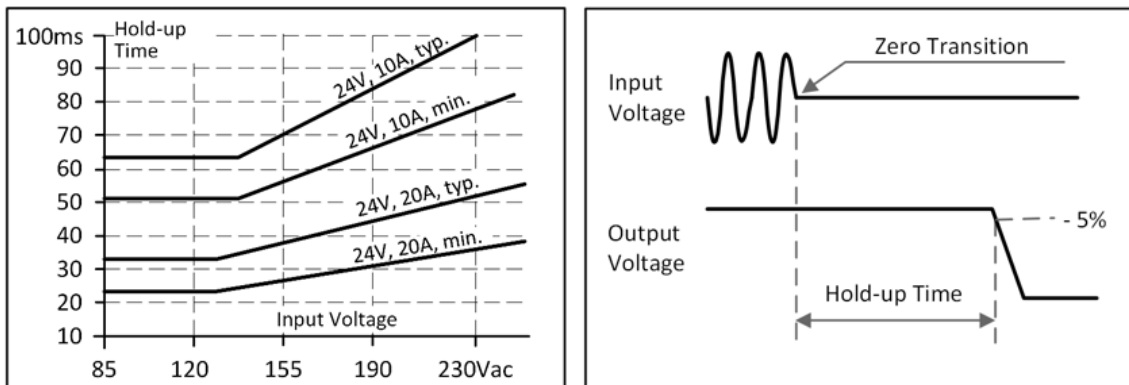 Hold-up
Time
100ms
90
80
70
60
50
40
30
20
10
24V, 10A, typ.
24V, 10A, min.
24V, 20A, typ.
24V, 20A, min.
Input Voltage
85
120
155
190
230Vac
Zero Transition
Input
Voltage
Output
Voltage
- 5%
Hold-up Time